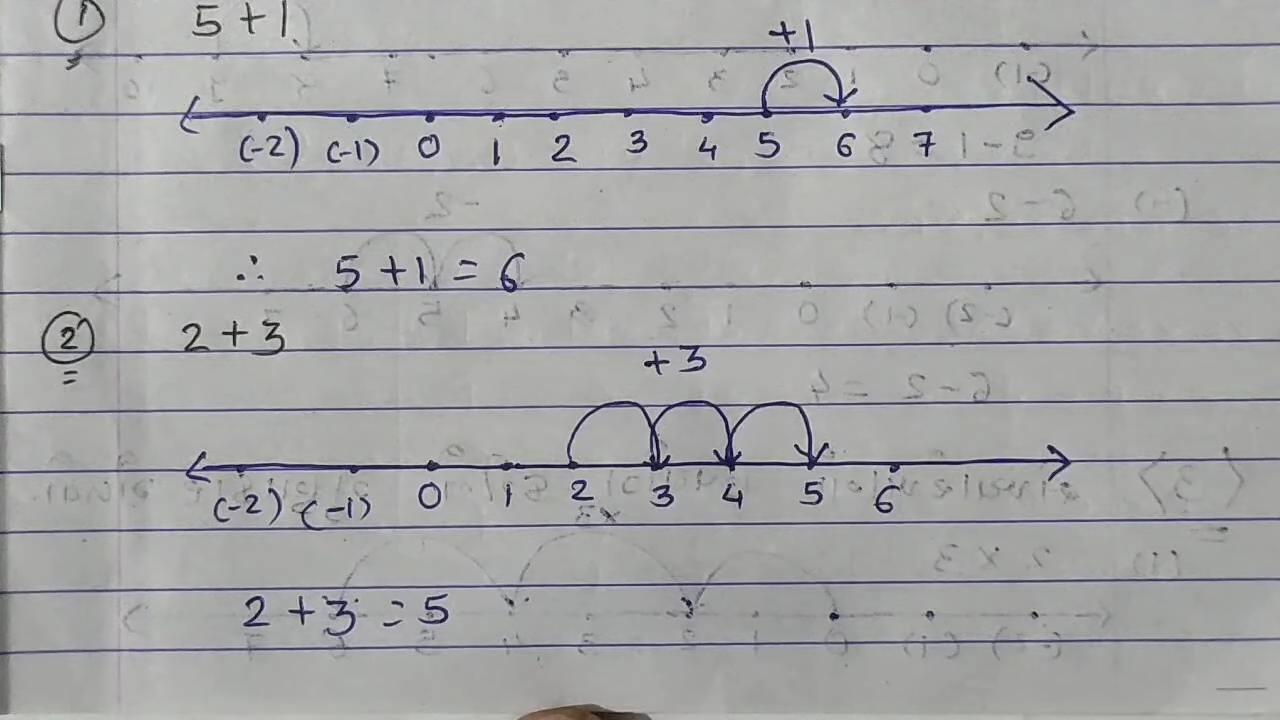 ① 5 + 1
+1
(-2) (-1) 0 1 2 3 4 5 6 7
∴ 5 + 1 = 6
② 2 + 3
+ 3
(-2) (-1) 0 1 2 3 4 5 6
2 + 3 = 5